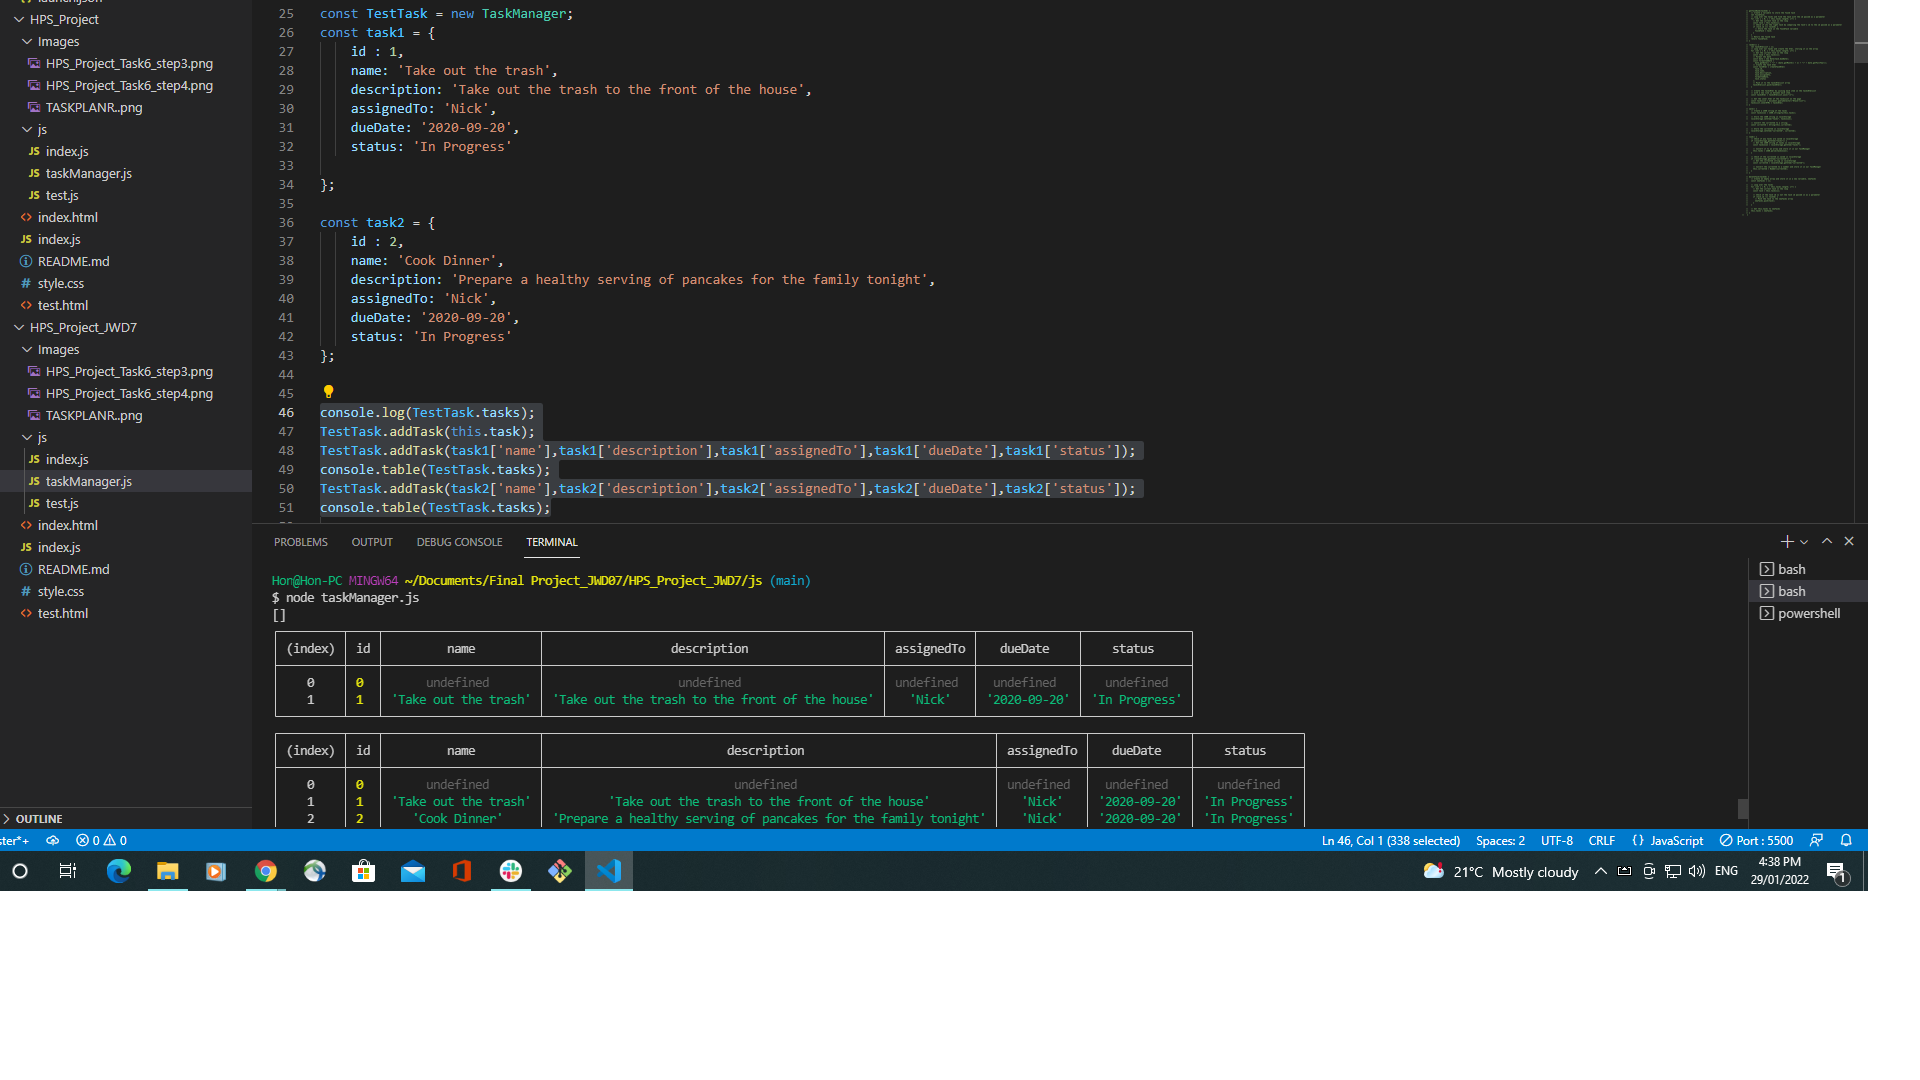 launch.json
HPS_Project
Images
HPS_Project_Task6_step3.png
HPS_Project_Task6_step4.png
TASKPLANR..png
js
JS index.js
JS taskManager.js
JS test.js
<> index.html
JS index.js
README.md
# style.css
<> test.html
HPS_Project_JWD7
Images
HPS_Project_Task6_step3.png
HPS_Project_Task6_step4.png
TASKPLANR..png
js
JS index.js
JS taskManager.js
JS test.js
<> index.html
JS index.js
README.md
# style.css
<> test.html
OUTLINE
25 const TestTask = new TaskManager;
26 const task1 = {
27 id : 1,
28 name: 'Take out the trash',
29 description: 'Take out the trash to the front of the house',
30 assignedTo: 'Nick',
31 dueDate: '2020-09-20',
32 status: 'In Progress'
33
34 };
35
36 const task2 = {
37 id : 2,
38 name: 'Cook Dinner',
39 description: 'Prepare a healthy serving of pancakes for the family tonight',
40 assignedTo: 'Nick',
41 dueDate: '2020-09-20',
42 status: 'In Progress'
43 };
44
45
46 console.log(TestTask.tasks);
47 TestTask.addTask(this.task);
48 TestTask.addTask(task1['name'],task1['description'],task1['assignedTo'],task1['dueDate'],task1['status']);
49 console.table(TestTask.tasks);
50 TestTask.addTask(task2['name'],task2['description'],task2['assignedTo'],task2['dueDate'],task2['status']);
51 console.table(TestTask.tasks);
PROBLEMS OUTPUT DEBUG CONSOLE TERMINAL
Hon@Hon-PC MINGW64 ~/Documents/Final Project_JWD07/HPS_Project_JWD7/js (main)
$ node taskManager.js
[]
(index) id name description assignedTo dueDate status
0 0 undefined undefined undefined undefined undefined
1 1 'Take out the trash' 'Take out the trash to the front of the house' 'Nick' '2020-09-20' 'In Progress'
(index) id name description assignedTo dueDate status
0 0 undefined undefined undefined undefined undefined
1 1 'Take out the trash' 'Take out the trash to the front of the house' 'Nick' '2020-09-20' 'In Progress'
2 2 'Cook Dinner' 'Prepare a healthy serving of pancakes for the family tonight' 'Nick' '2020-09-20' 'In Progress'
bash
bash
powershell
ster*+ 0 0 Ln 46, Col 1 (338 selected) Spaces: 2 UTF-8 CRLF {} JavaScript Port : 5500
21°C Mostly cloudy ENG 4:38 PM
29/01/2022
1